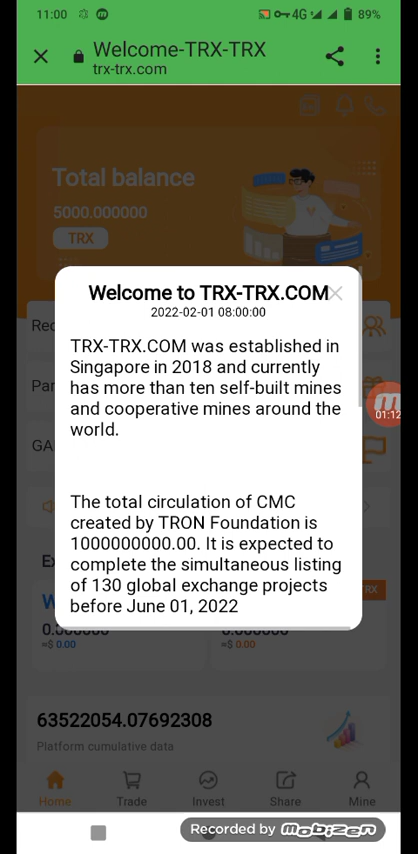 11:00
4G
89%
Welcome-TRX-TRX
trx-trx.com
Total balance
5000.000000
TRX
Welcome to TRX-TRX.COM
2022-02-01 08:00:00
TRX-TRX.COM was established in
Singapore in 2018 and currently
has more than ten self-built mines
and cooperative mines around the
world.
The total circulation of CMC
created by TRON Foundation is
1000000000.00. It is expected to
complete the simultaneous listing
of 130 global exchange projects
before June 01, 2022
Rec
Par
GA
01:12
Ex
W
TRX
0.000000
0.000000
≈$ 0.00
≈$ 0.00
63522054.07692308
Platform cumulative data
Home
Trade
Invest
Share
Mine
Recorded by mobizen